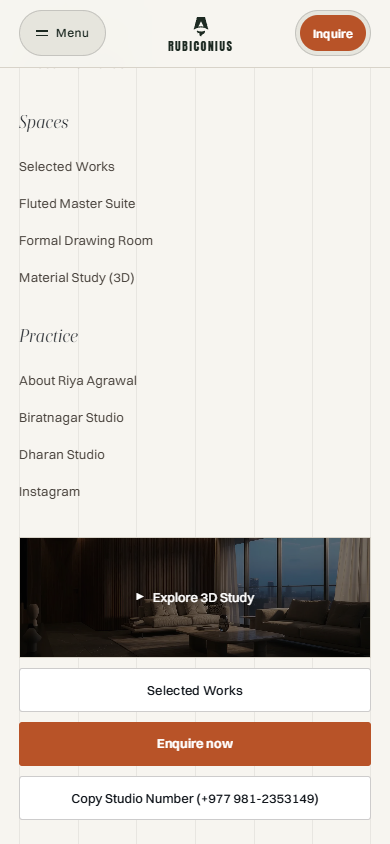 Menu
RUBICONIUS
Inquire
Spaces
Selected Works
Fluted Master Suite
Formal Drawing Room
Material Study (3D)
Practice
About Riya Agrawal
Biratnagar Studio
Dharan Studio
Instagram
Explore 3D Study
Selected Works
Enquire now
Copy Studio Number (+977 981-2353149)